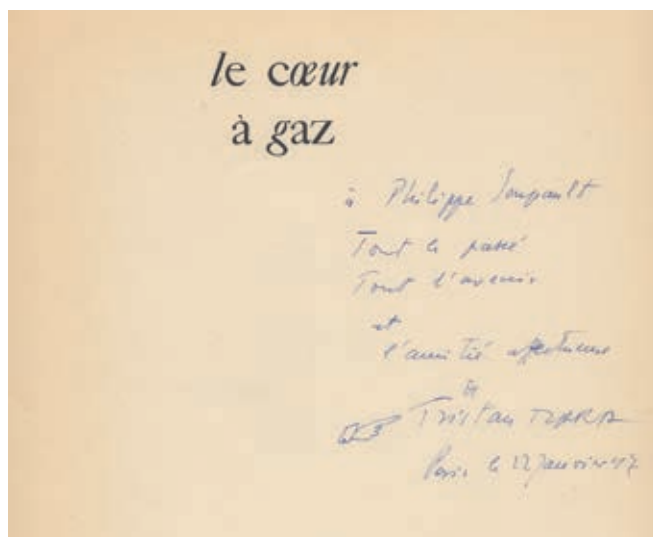 le cœur
à gaz
à Philippe Soupault
Tout le passé
Tout l'avenir
et
l'amitié affectueuse
de
Tristan TZARA
Paris le 22 janvier 47